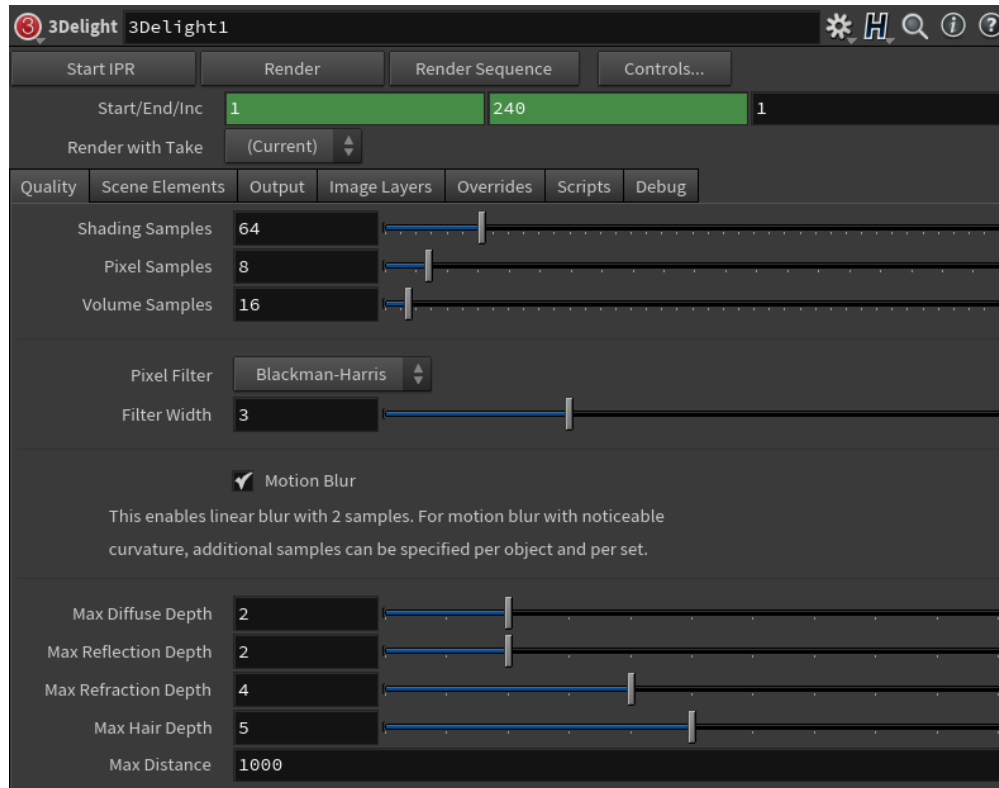 3 3Delight 3Delight1
Start IPR Render Render Sequence Controls...
Start/End/Inc 1 240 1
Render with Take (Current)
Quality Scene Elements Output Image Layers Overrides Scripts Debug
Shading Samples 64
Pixel Samples 8
Volume Samples 16
Pixel Filter Blackman-Harris
Filter Width 3
Motion Blur
This enables linear blur with 2 samples. For motion blur with noticeable
curvature, additional samples can be specified per object and per set.
Max Diffuse Depth 2
Max Reflection Depth 2
Max Refraction Depth 4
Max Hair Depth 5
Max Distance 1000